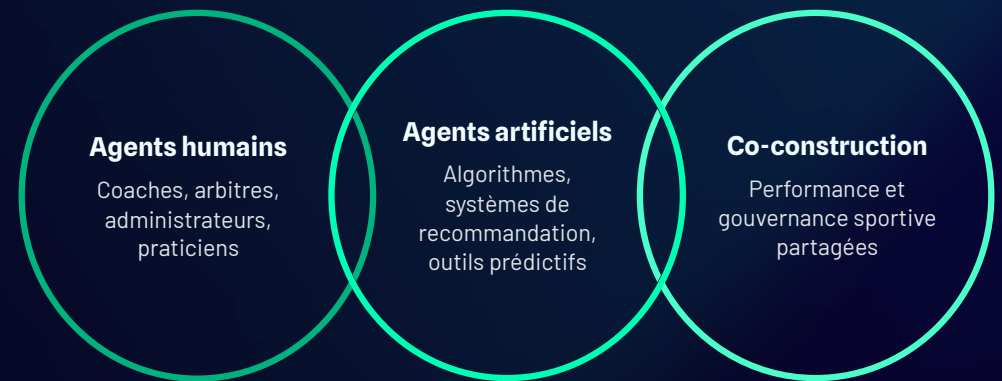 Agents humains
Coaches, arbitres,
administrateurs,
praticiens
Agents artificiels
Algorithmes,
systèmes de
recommandation,
outils prédictifs
Co-construction
Performance et
gouvernance sportive
partagées